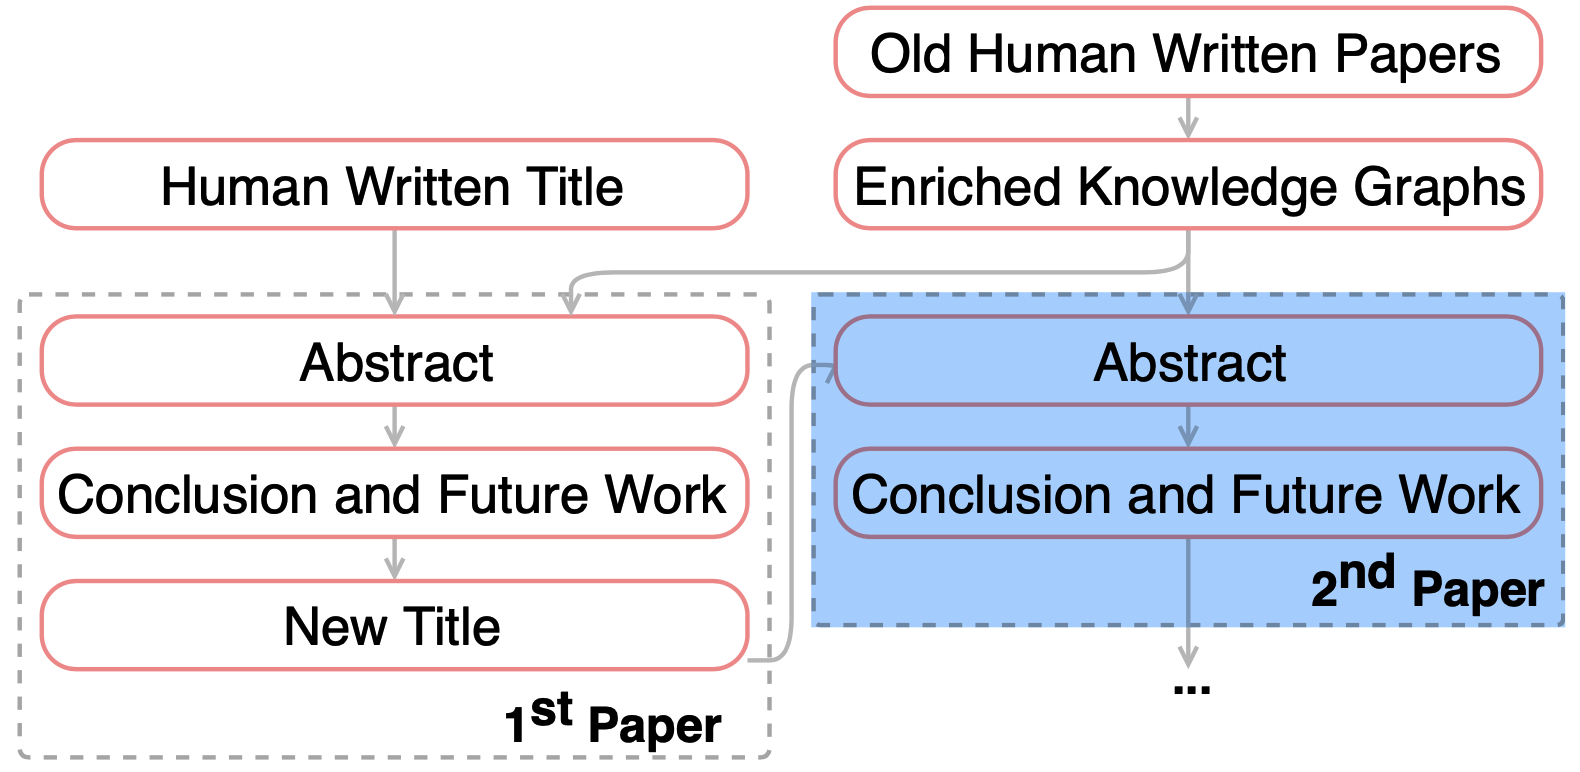 Old Human Written Papers
Human Written Title
Enriched Knowledge Graphs
Abstract
Conclusion and Future Work
New Title
1st Paper
Abstract
Conclusion and Future Work
2nd Paper
...